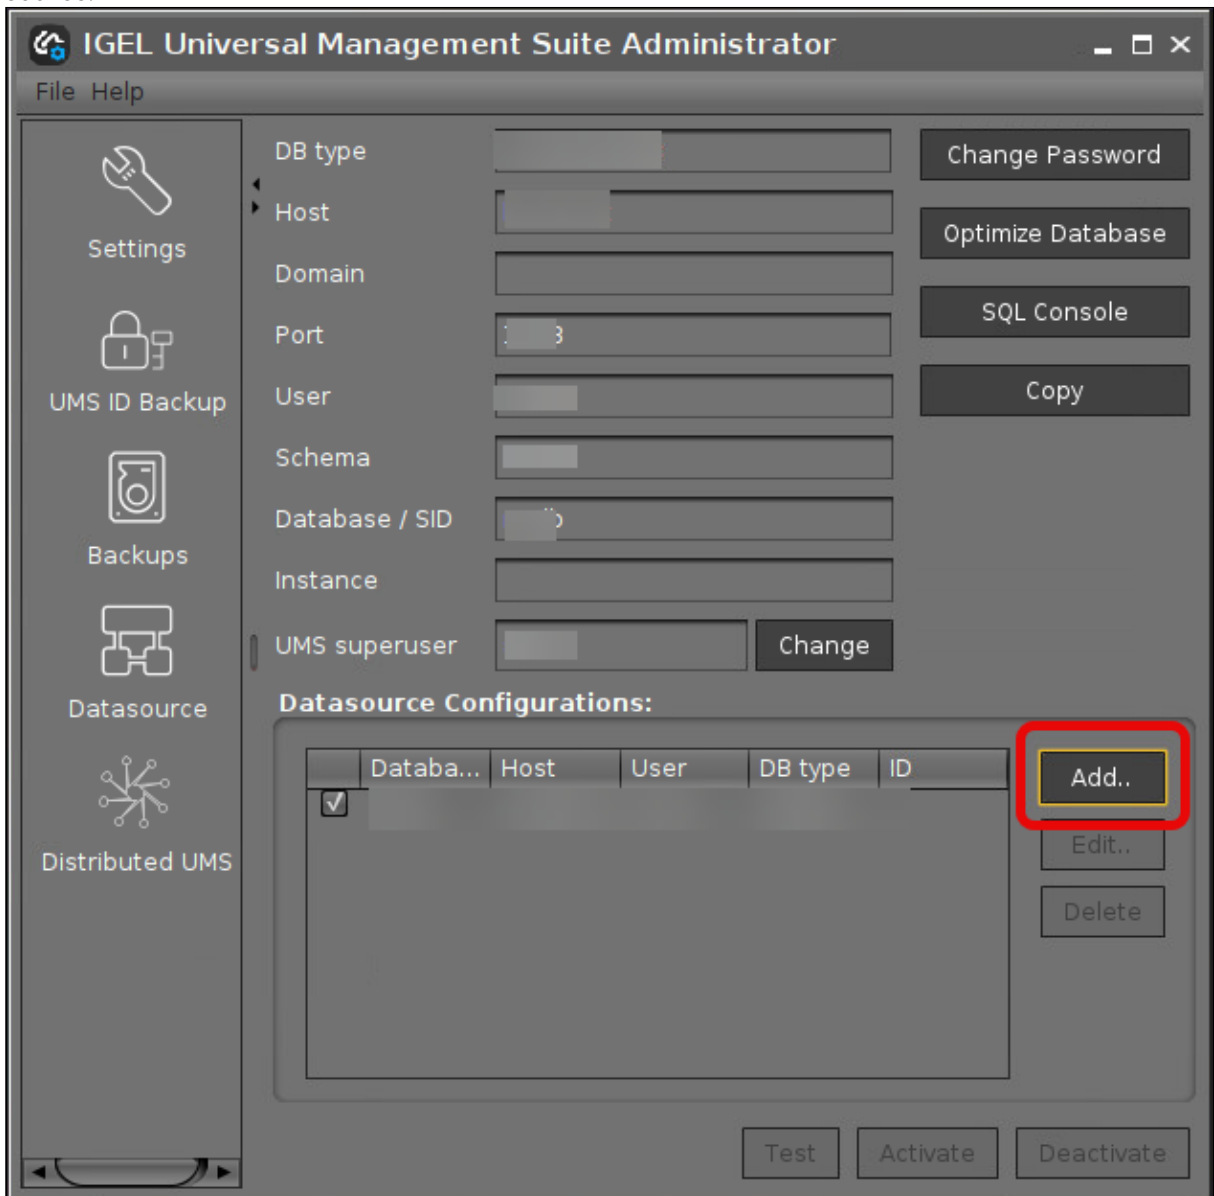 IGEL Universal Management Suite Administrator
File Help
Settings
UMS ID Backup
Backups
Datasource
Distributed UMS
DB type
Host
Domain
Port
User
Schema
Database / SID
Instance
UMS superuser
Change
Change Password
Optimize Database
SQL Console
Copy
Datasource Configurations:
Databa... Host User DB type ID
Add..
Edit..
Delete
Test Activate Deactivate